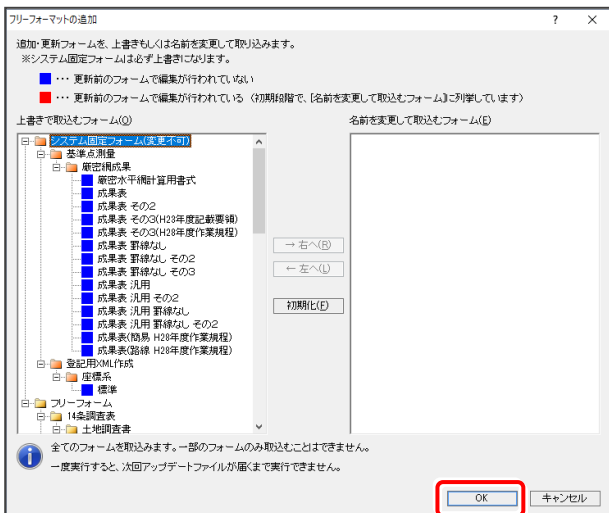 フリーフォーマットの追加
追加・更新フォームを、上書きもしくは名前を変更して取り込みます。
※システム固定フォームは必ず上書きになります。
・・・ 更新前のフォームで編集が行われていない
・・・ 更新前のフォームで編集が行われている (初期段階で、[名前を変更して取込むフォーム]に列挙しています)
上書きで取込むフォーム(O)
名前を変更して取込むフォーム(E)
システム固定フォーム(変更不可)
基準点測量
厳密網成果
厳密水平網計算用書式
成果表
成果表 その2
成果表 その3(H23年度記載要領)
成果表 その3(H28年度作業規程)
成果表 罫線なし
成果表 罫線なし その2
成果表 罫線なし その3
成果表 汎用
成果表 汎用 その2
成果表 汎用 罫線なし
成果表 汎用 罫線なし その2
成果表(簡易 H28年度作業規程)
成果表(路線 H28年度作業規程)
登記用XML作成
座標系
標準
フリーフォーム
14条調査表
土地調査書
→ 右へ(R)
← 左へ(L)
初期化(F)
全てのフォームを取込みます。一部のフォームのみ取込むことはできません。
一度実行すると、次回アップデートファイルが届くまで実行できません。
OK
キャンセル